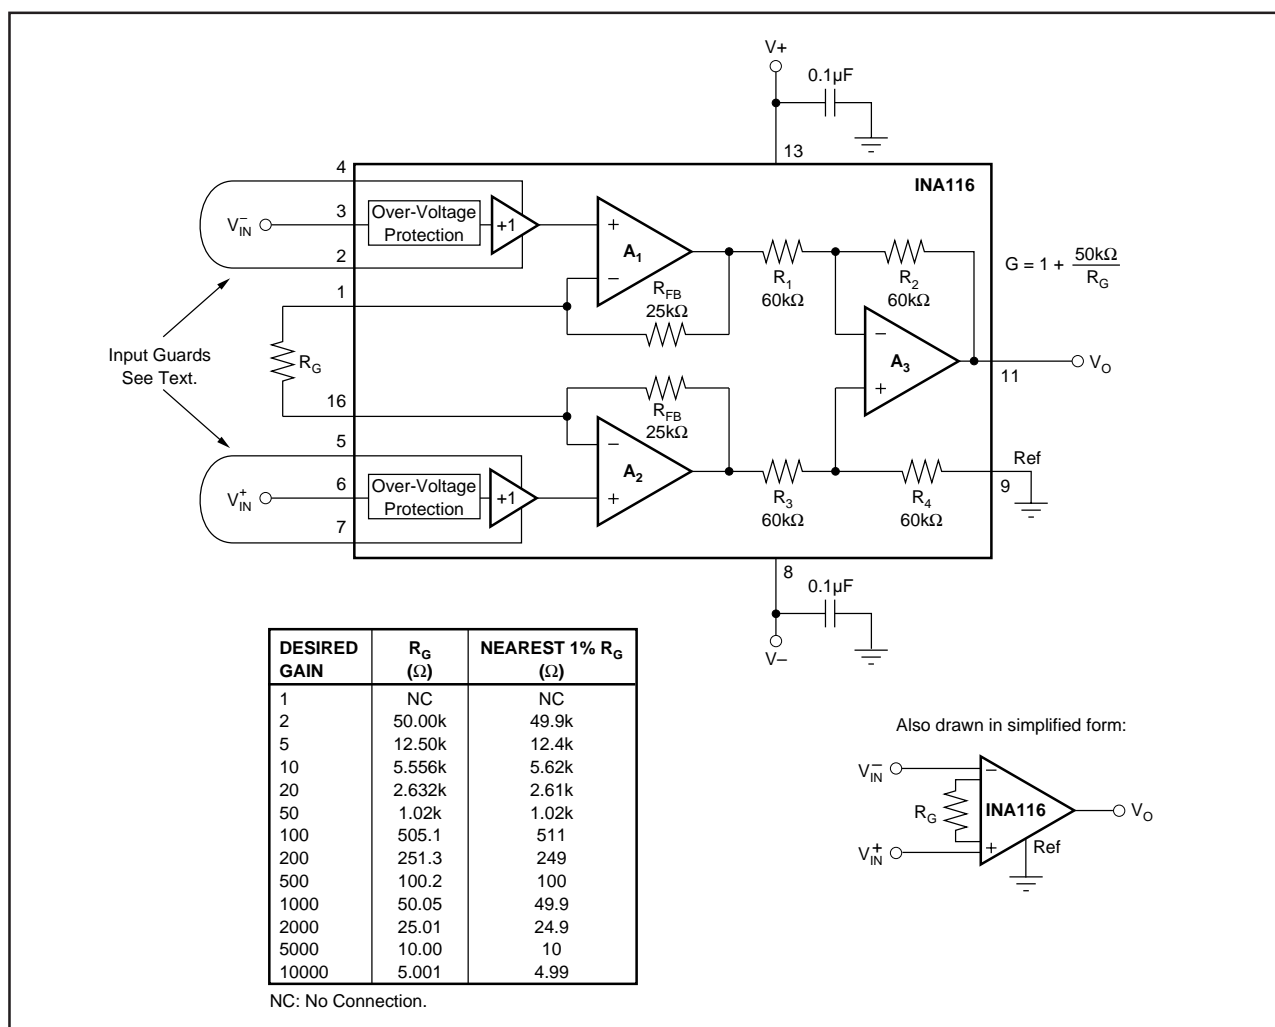 V+
0.1µF
13
INA116
4
3
2
V⁻IN
Over-Voltage
Protection
+1
+
A1
−
1
RFB
25kΩ
R1
60kΩ
R2
60kΩ
G = 1 + 50kΩ
RG
Input Guards
See Text.
RG
−
A3
+
11
VO
16
RFB
25kΩ
5
6
7
V⁺IN
Over-Voltage
Protection
+1
−
A2
+
R3
60kΩ
R4
60kΩ
Ref
9
8
0.1µF
V−
DESIRED GAIN RG (Ω) NEAREST 1% RG (Ω)
1 NC NC
2 50.00k 49.9k
5 12.50k 12.4k
10 5.556k 5.62k
20 2.632k 2.61k
50 1.02k 1.02k
100 505.1 511
200 251.3 249
500 100.2 100
1000 50.05 49.9
2000 25.01 24.9
5000 10.00 10
10000 5.001 4.99
NC: No Connection.
Also drawn in simplified form:
V⁻IN
−
RG
INA116
VO
V⁺IN
+
Ref